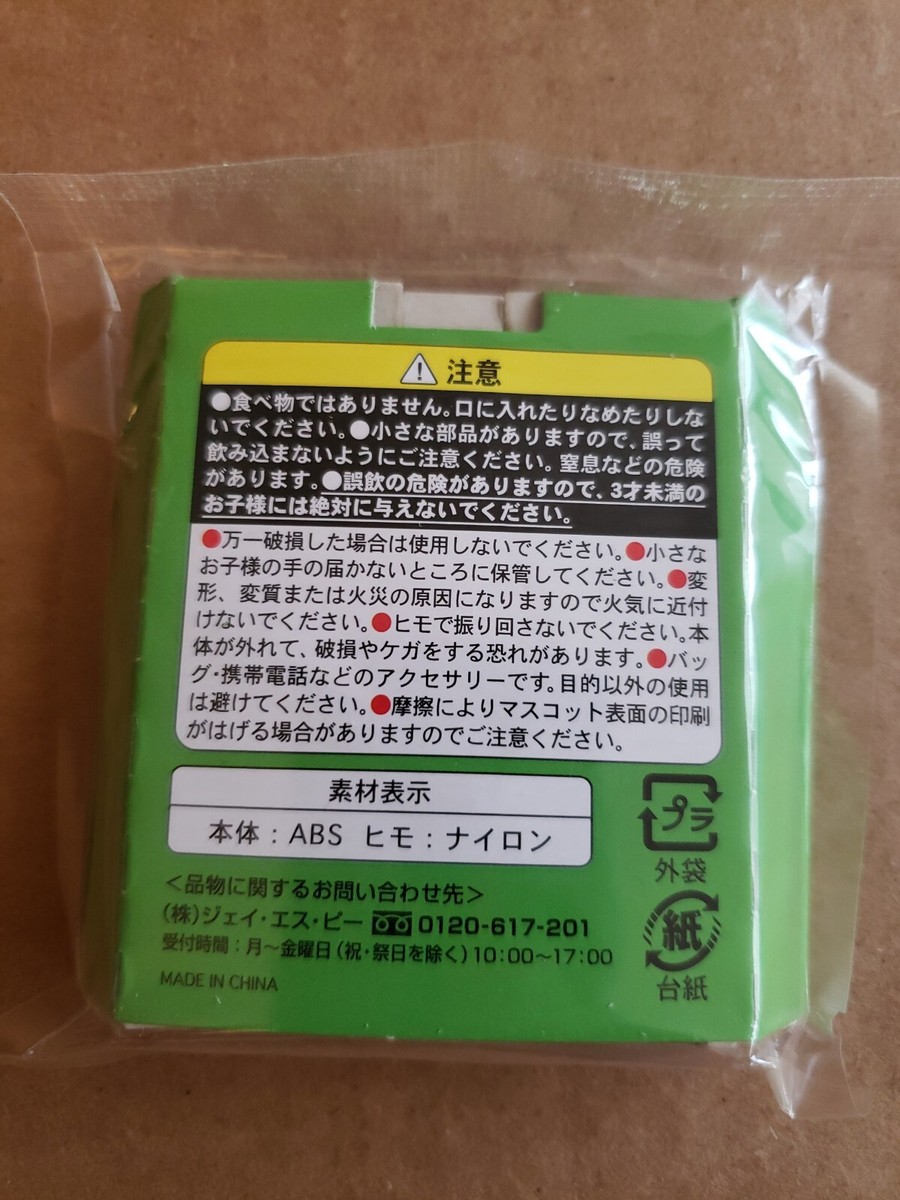 注意
●食べ物ではありません。口に入れたりなめたりしな
いでください。●小さな部品がありますので、誤って
飲み込まないようにご注意ください。窒息などの危険
があります。●誤飲の危険がありますので、3才未満の
お子様には絶対に与えないでください。
●万一破損した場合は使用しないでください。●小さな
お子様の手の届かないところに保管してください。●変
形、変質または火災の原因になりますので火気に近付
けないでください。●ヒモで振り回さないでください。本
体が外れて、破損やケガをする恐れがあります。●バッ
グ・携帯電話などのアクセサリーです。目的以外の使用
は避けてください。●摩擦によりマスコット表面の印刷
がはげる場合がありますのでご注意ください。
素材表示
本体：ABS ヒモ：ナイロン
プラ
外袋
紙
台紙
＜品物に関するお問い合わせ先＞
(株)ジェイ・エス・ピー 0120-617-201
受付時間：月〜金曜日(祝・祭日を除く)10:00〜17:00
MADE IN CHINA